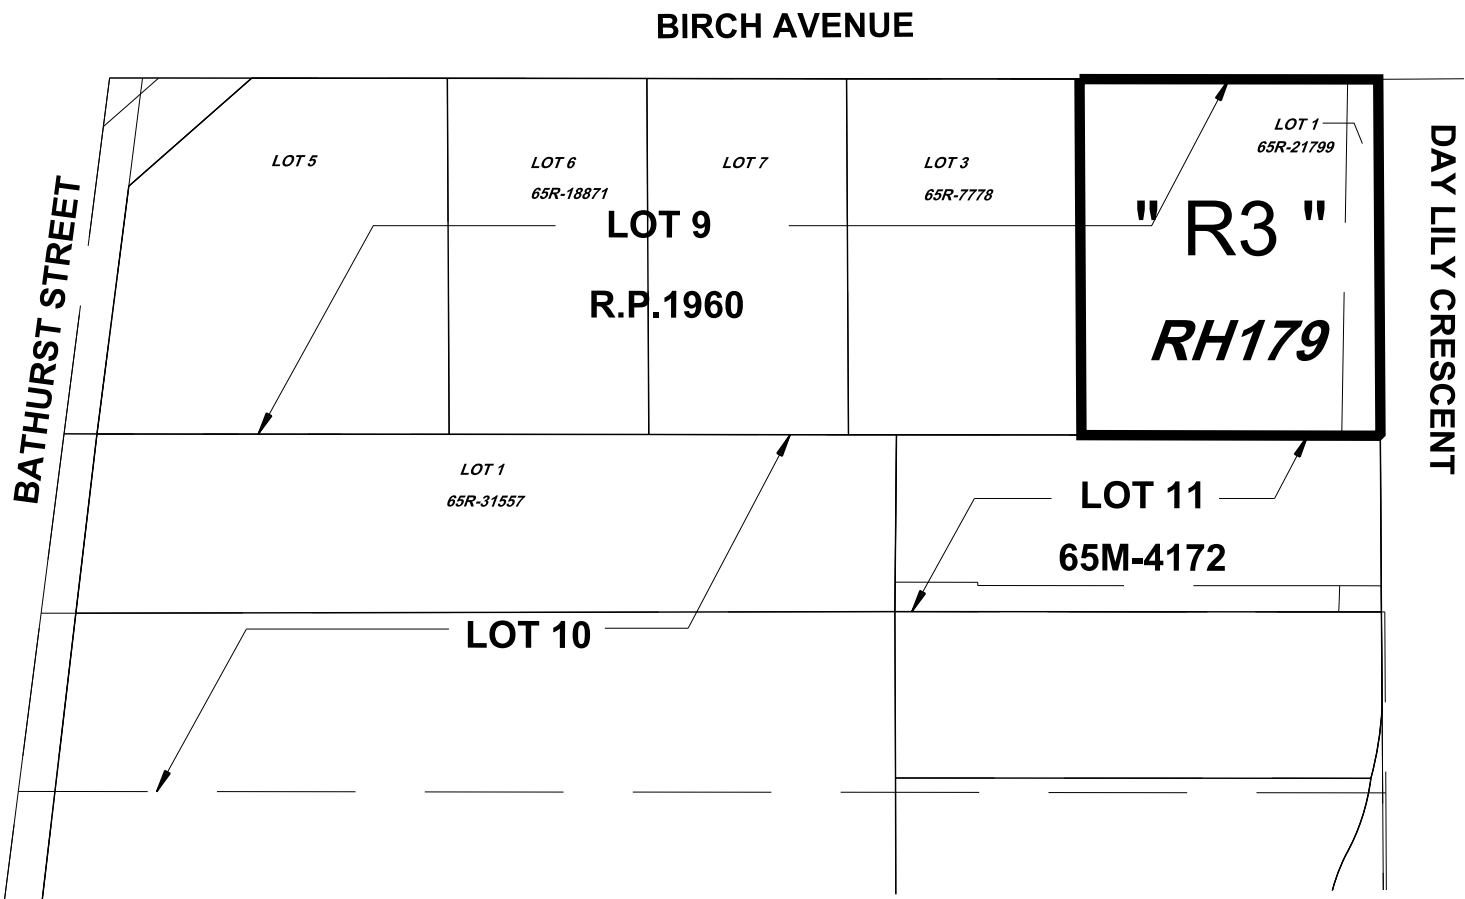 BIRCH AVENUE
LOT 1
65R-21799
LOT 5
LOT 6
65R-18871
LOT 7
LOT 3
65R-7778
" R3 "
RH179
LOT 9
R.P.1960
BATHURST STREET
DAY LILY CRESCENT
LOT 1
65R-31557
LOT 11
65M-4172
LOT 10